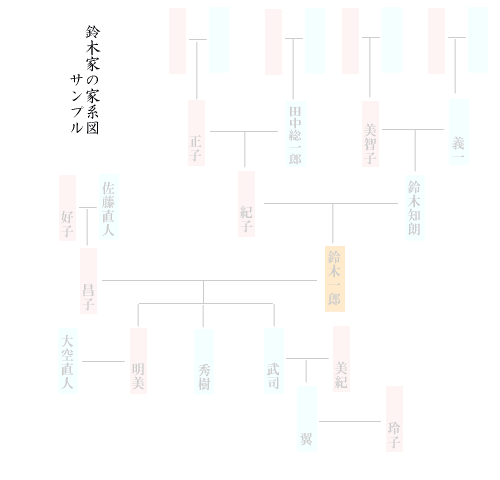 鈴木家の家系図
サンプル
正子
田中総一郎
美智子
義一
紀子
鈴木知朗
好子
佐藤直人
昌子
鈴木一郎
大空直人
明美
秀樹
武司
美紀
翼
玲子